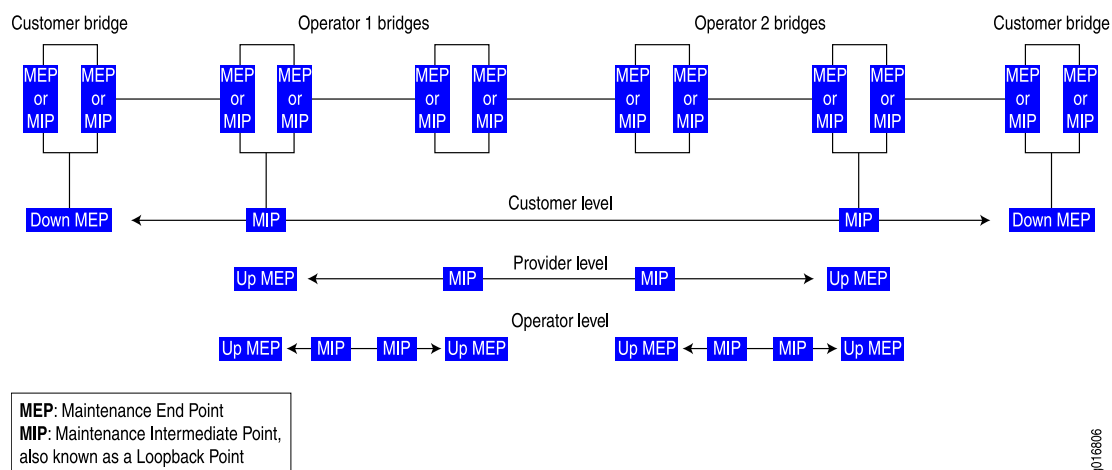 Customer bridge Operator 1 bridges Operator 2 bridges Customer bridge
MEP MEP MEP MEP MEP MEP MEP MEP MEP MEP MEP MEP
or or or or or or or or or or or or
MIP MIP MIP MIP MIP MIP MIP MIP MIP MIP MIP MIP
Customer level
Down MEP MIP MIP Down MEP
Provider level
Up MEP MIP MIP Up MEP
Operator level
Up MEP MIP MIP Up MEP Up MEP MIP MIP Up MEP
MEP: Maintenance End Point
MIP: Maintenance Intermediate Point,
also known as a Loopback Point